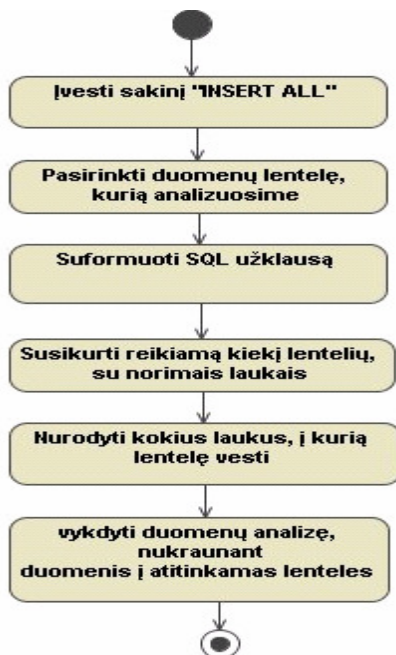 Įvesti sakinį "INSERT ALL"
Pasirinkti duomenų lentelę,
kurią analizuosime
Suformuoti SQL užklausą
Susikurti reikiamą kiekį lentelių,
su norimais laukais
Nurodyti kokius laukus, į kurią
lentelę vesti
vykdyti duomenų analizę,
nukraunant
duomenis į atitinkamas lenteles